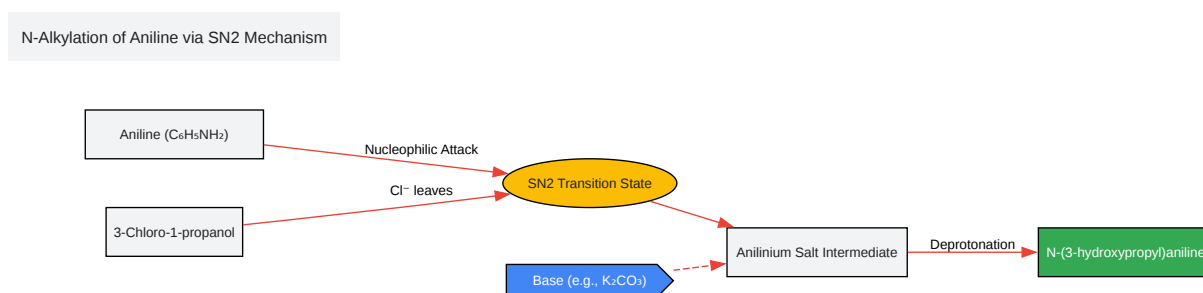 N-Alkylation of Aniline via SN2 Mechanism
Aniline (C₆H₅NH₂)
Nucleophilic Attack
SN2 Transition State
Cl⁻ leaves
3-Chloro-1-propanol
Anilinium Salt Intermediate
Deprotonation
N-(3-hydroxypropyl)aniline
Base (e.g., K₂CO₃)